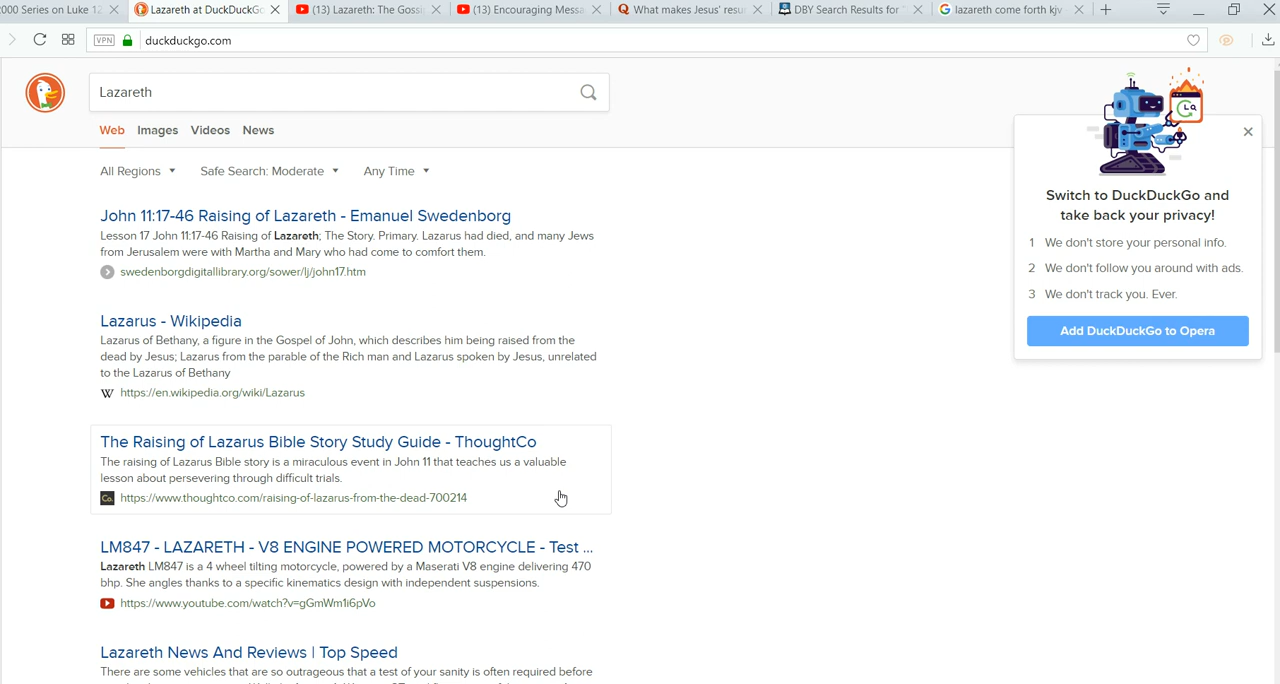 000 Series on Luke 12
Lazareth at DuckDuckGo
(13) Lazareth: The Gossi
(13) Encouraging Messa
What makes Jesus' resu
DBY Search Results for "
lazareth come forth kjv
VPN
duckduckgo.com
Lazareth
Web Images Videos News
All Regions Safe Search: Moderate Any Time
John 11:17-46 Raising of Lazareth - Emanuel Swedenborg
Lesson 17 John 11:17-46 Raising of Lazareth; The Story. Primary. Lazarus had died, and many Jews
from Jerusalem were with Martha and Mary who had come to comfort them.
swedenborgdigitallibrary.org/sower/lj/john17.htm
Lazarus - Wikipedia
Lazarus of Bethany, a figure in the Gospel of John, which describes him being raised from the
dead by Jesus; Lazarus from the parable of the Rich man and Lazarus spoken by Jesus, unrelated
to the Lazarus of Bethany
W https://en.wikipedia.org/wiki/Lazarus
The Raising of Lazarus Bible Story Study Guide - ThoughtCo
The raising of Lazarus Bible story is a miraculous event in John 11 that teaches us a valuable
lesson about persevering through difficult trials.
Co. https://www.thoughtco.com/raising-of-lazarus-from-the-dead-700214
LM847 - LAZARETH - V8 ENGINE POWERED MOTORCYCLE - Test ...
Lazareth LM847 is a 4 wheel tilting motorcycle, powered by a Maserati V8 engine delivering 470
bhp. She angles thanks to a specific kinematics design with independent suspensions.
https://www.youtube.com/watch?v=gGmWm1i6pVo
Lazareth News And Reviews | Top Speed
There are some vehicles that are so outrageous that a test of your sanity is often required before
Switch to DuckDuckGo and
take back your privacy!
1 We don't store your personal info.
2 We don't follow you around with ads.
3 We don't track you. Ever.
Add DuckDuckGo to Opera